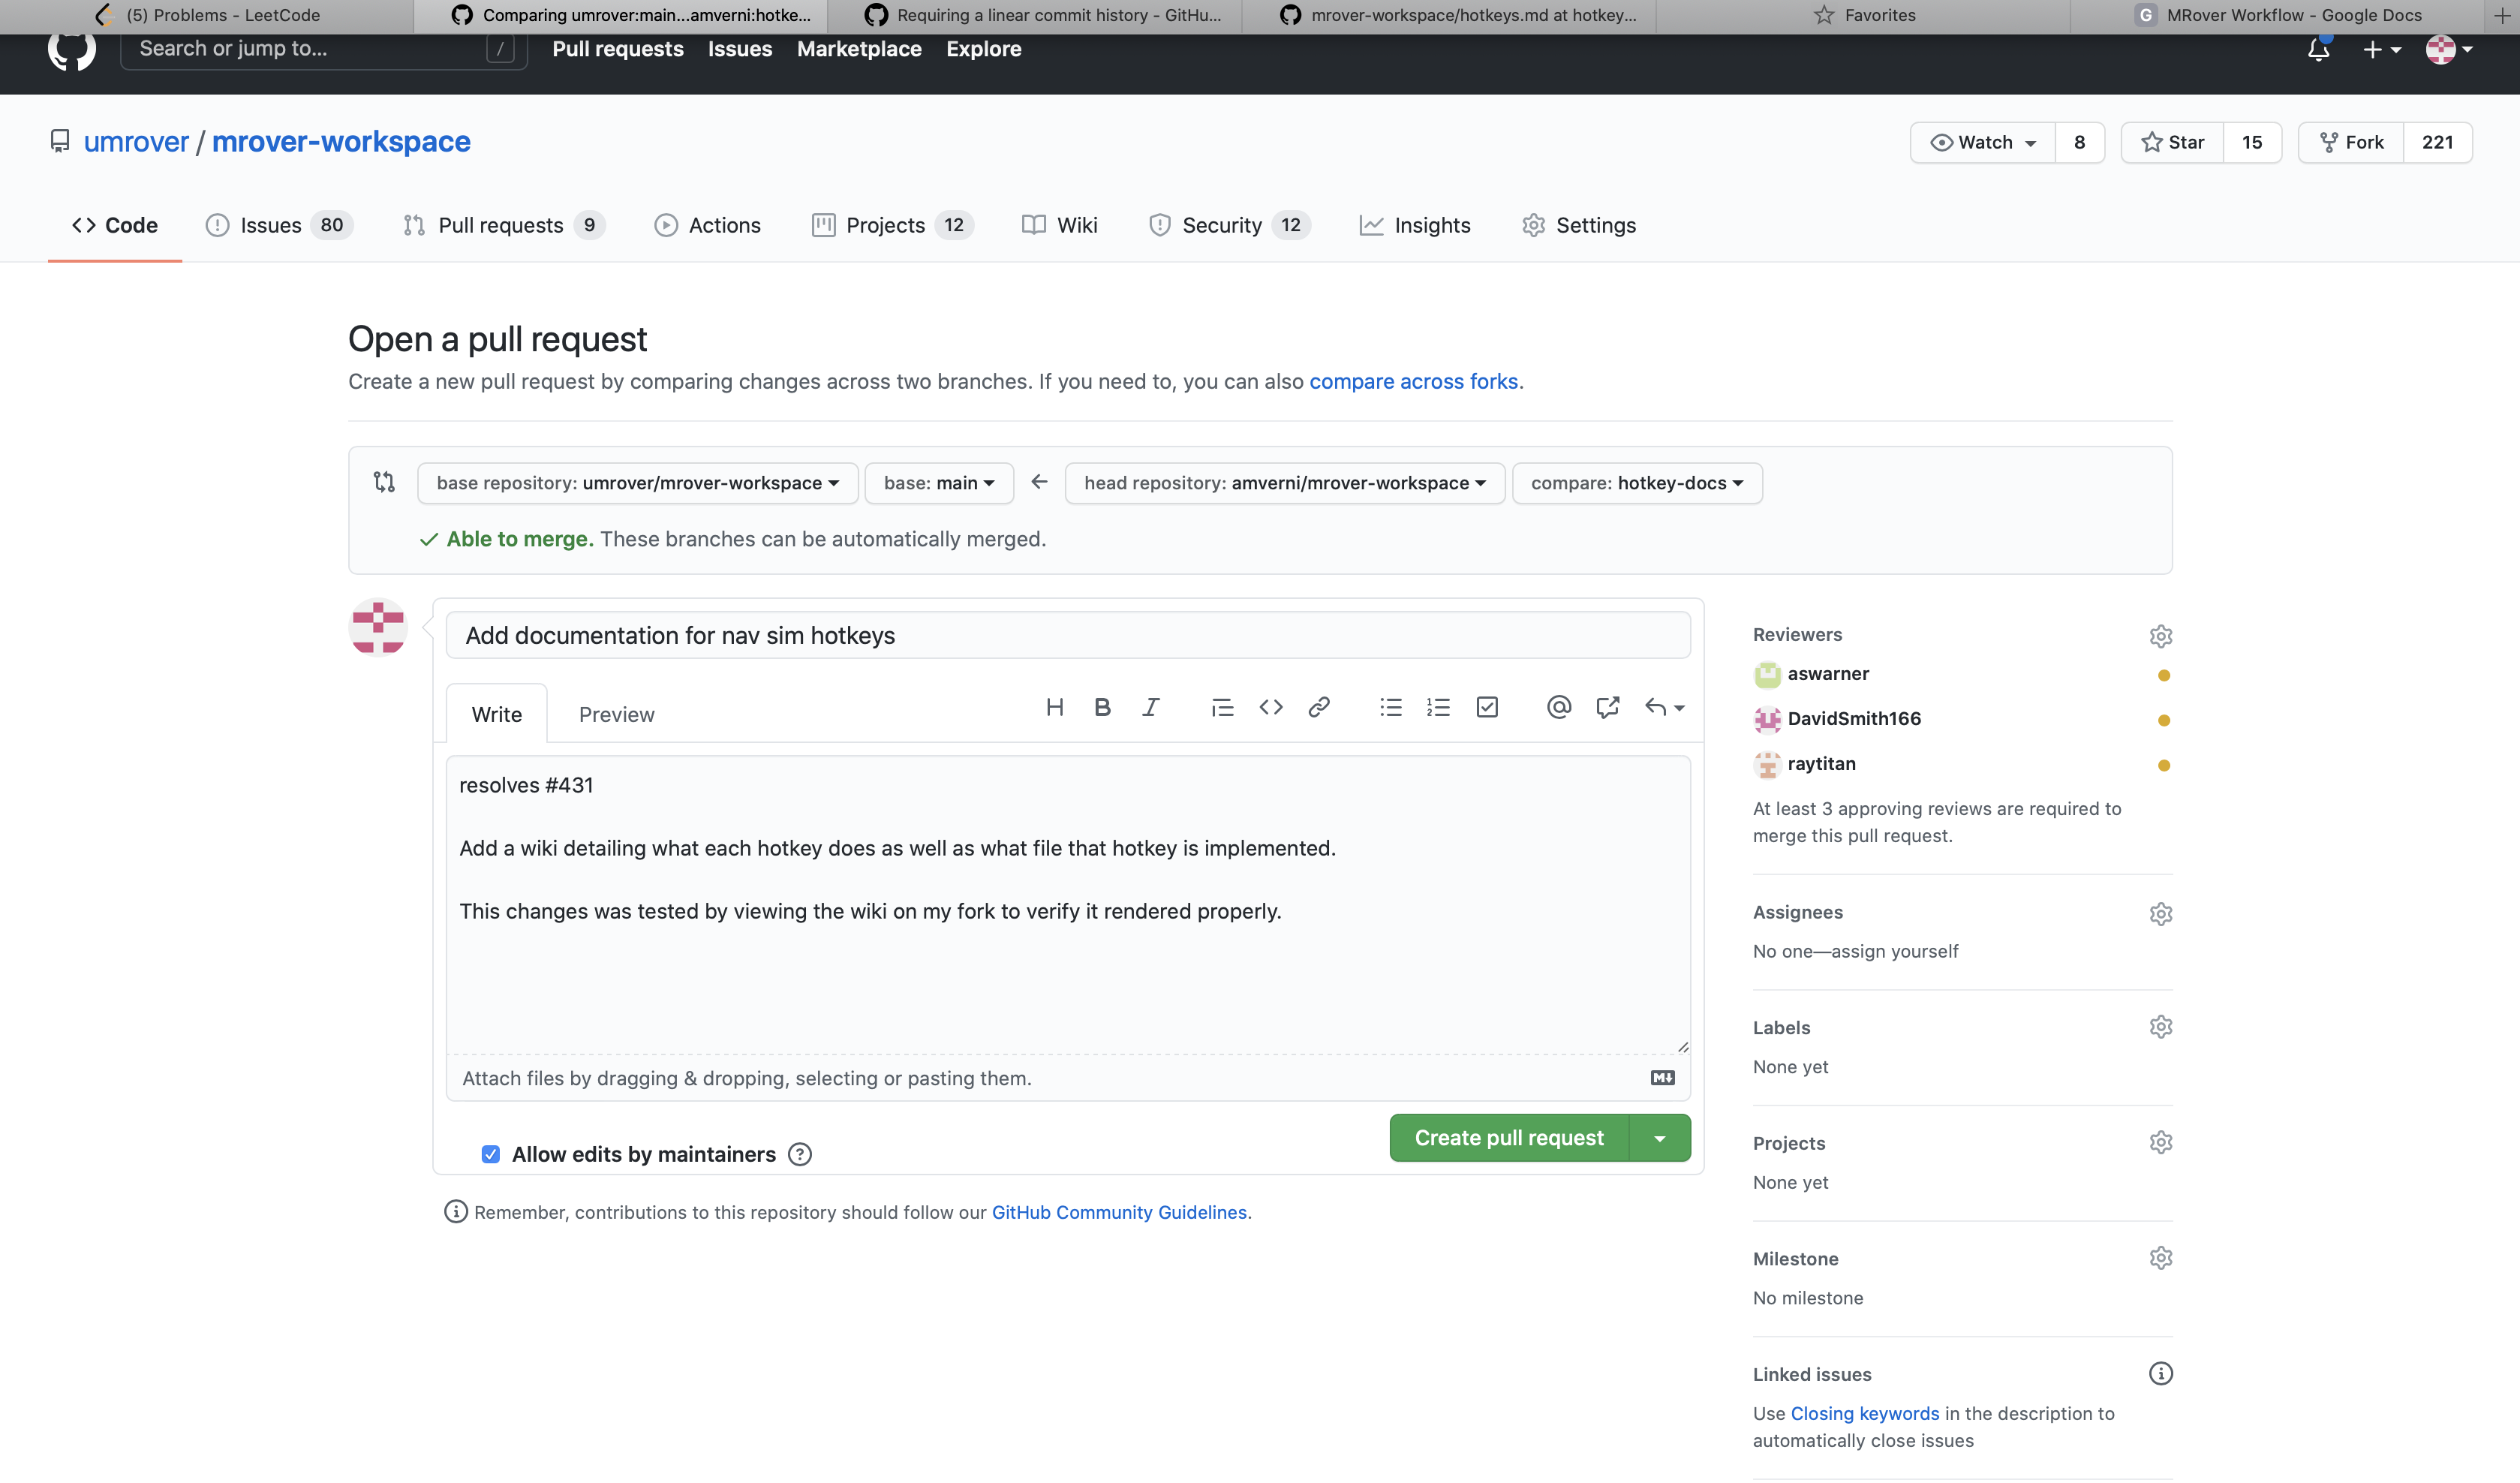 (5) Problems - LeetCode
Comparing umrover:main...amverni:hotke...
Requiring a linear commit history - GitHu...
mrover-workspace/hotkeys.md at hotkey...
Favorites
G MRover Workflow - Google Docs
Search or jump to... /
Pull requests Issues Marketplace Explore
umrover / mrover-workspace
Watch 8
Star 15
Fork 221
Code
Issues 80
Pull requests 9
Actions
Projects 12
Wiki
Security 12
Insights
Settings
Open a pull request
Create a new pull request by comparing changes across two branches. If you need to, you can also compare across forks.
base repository: umrover/mrover-workspace
base: main
head repository: amverni/mrover-workspace
compare: hotkey-docs
Able to merge. These branches can be automatically merged.
Add documentation for nav sim hotkeys
Write Preview
resolves #431
Add a wiki detailing what each hotkey does as well as what file that hotkey is implemented.
This changes was tested by viewing the wiki on my fork to verify it rendered properly.
Attach files by dragging & dropping, selecting or pasting them.
Allow edits by maintainers
Create pull request
Remember, contributions to this repository should follow our GitHub Community Guidelines.
Reviewers
aswarner
DavidSmith166
raytitan
At least 3 approving reviews are required to
merge this pull request.
Assignees
No one—assign yourself
Labels
None yet
Projects
None yet
Milestone
No milestone
Linked issues
Use Closing keywords in the description to
automatically close issues